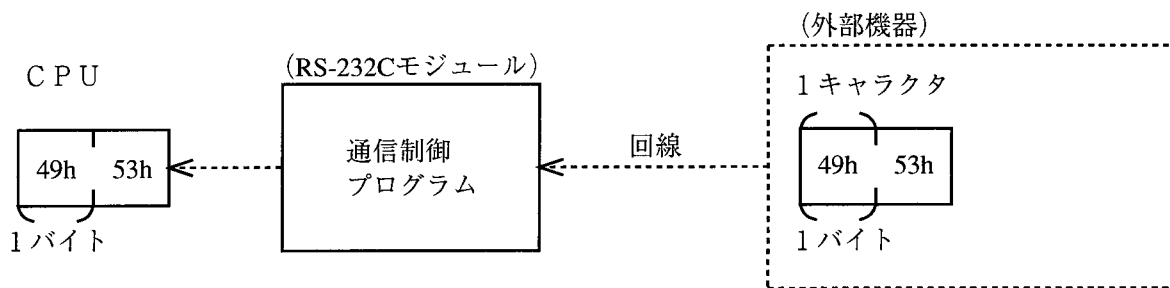 (外部機器)
CPU
(RS-232Cモジュール)
1キャラクタ
通信制御
プログラム
回線
49h 53h
49h 53h
1バイト
1バイト